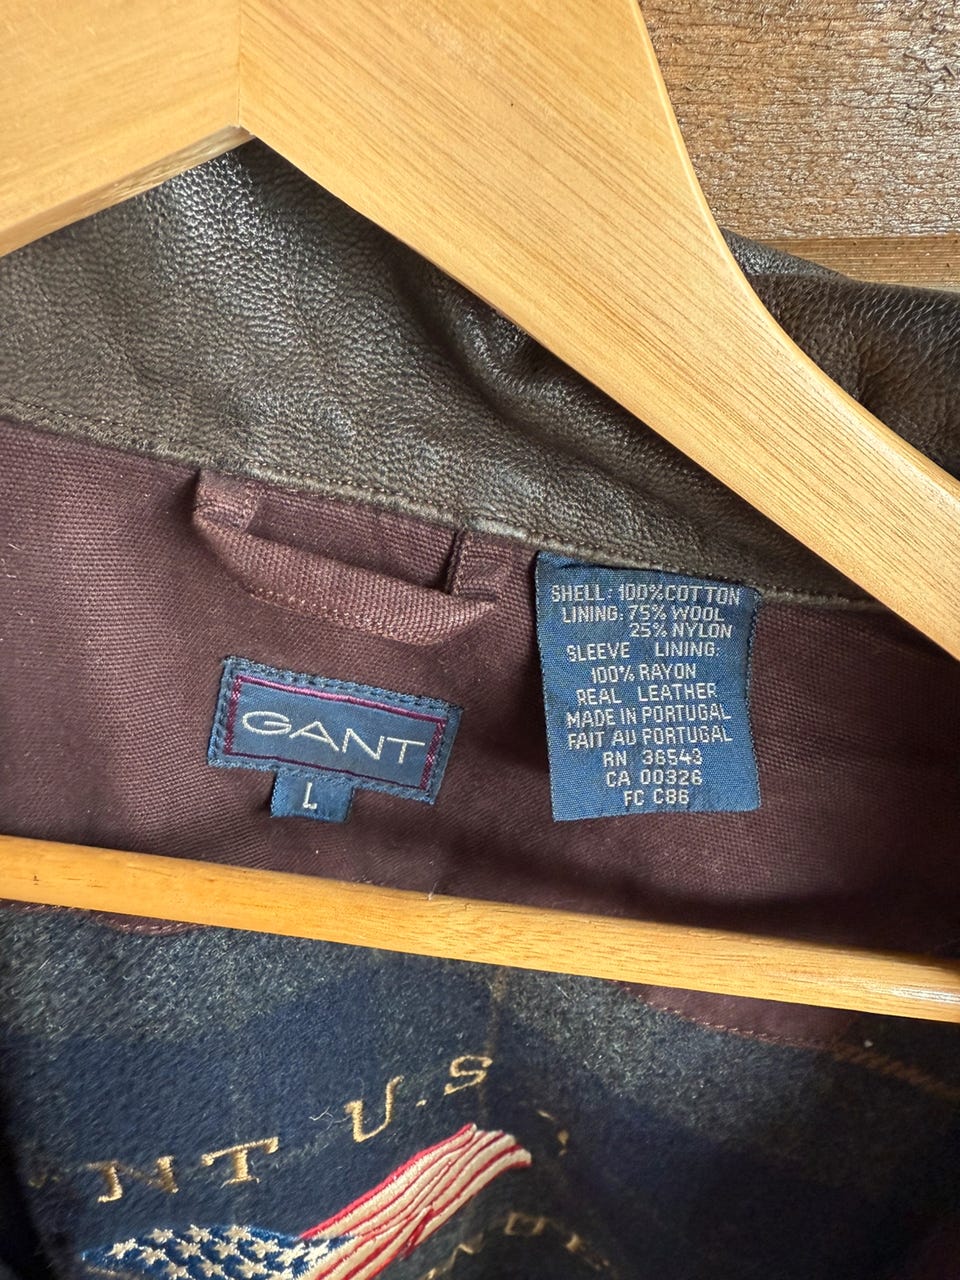 GANT
L
SHELL: 100% COTTON
LINING: 75% WOOL
25% NYLON
SLEEVE LINING:
100% RAYON
REAL LEATHER
MADE IN PORTUGAL
FAIT AU PORTUGAL
RN 36543
CA 00326
FC C86
NT U.S